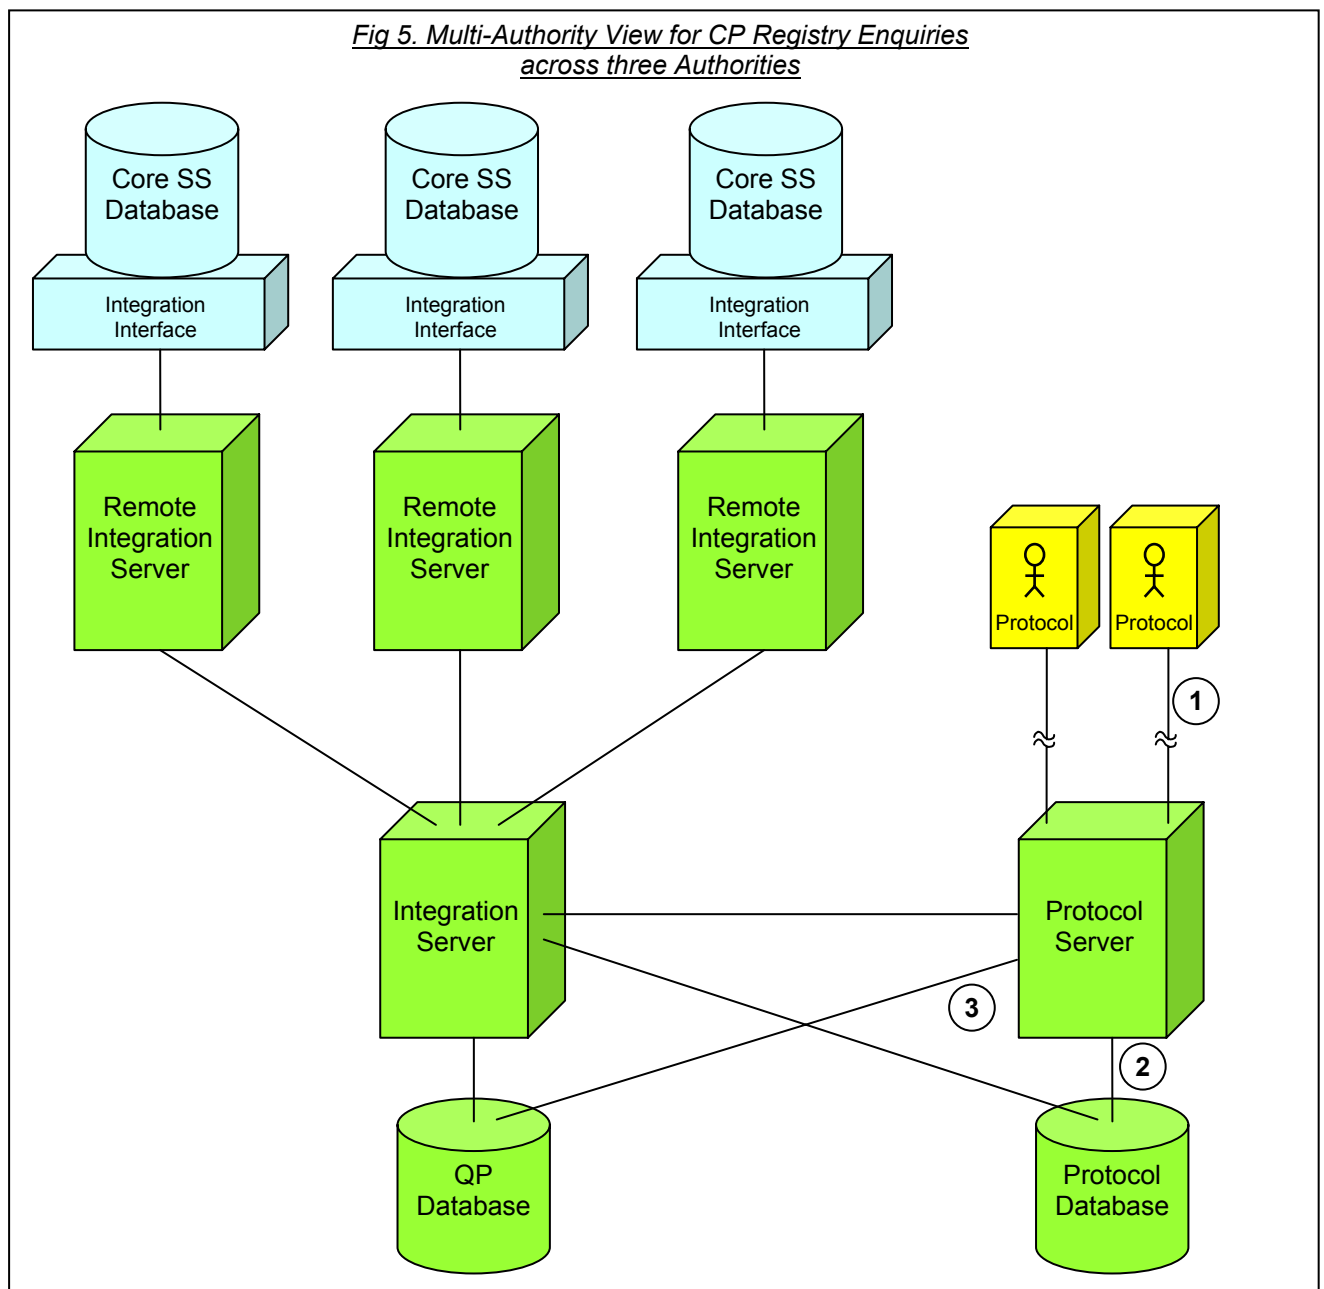 Fig 5. Multi-Authority View for CP Registry Enquiries
across three Authorities
Core SS
Database
Core SS
Database
Core SS
Database
Integration
Interface
Integration
Interface
Integration
Interface
Remote
Integration
Server
Remote
Integration
Server
Remote
Integration
Server
Protocol
Protocol
1
Integration
Server
Protocol
Server
3
2
QP
Database
Protocol
Database